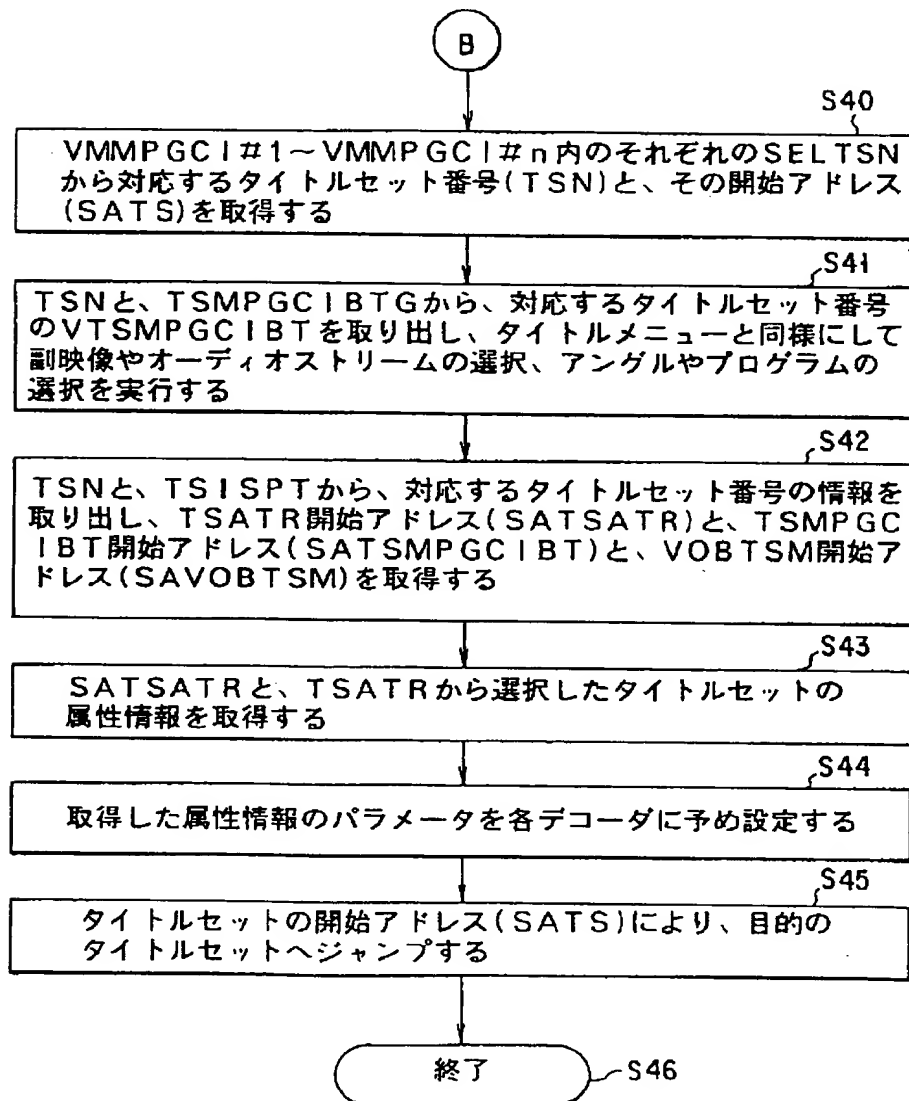 B
S40
VMMPGCI#1～VMMPGCI#n内のそれぞれのSELTSN
から対応するタイトルセット番号(TSN)と、その開始アドレス
(SATS)を取得する
S41
TSNと、TSMPGCIBTGから、対応するタイトルセット番号
のVTSMPGCIBTを取り出し、タイトルメニューと同様にして
副映像やオーディオストリームの選択、アングルやプログラムの
選択を実行する
S42
TSNと、TSISPTから、対応するタイトルセット番号の情報を
取り出し、TSATR開始アドレス(SATSATR)と、TSMPGC
IBT開始アドレス(SATSMPGCIBT)と、VOBTSM開始ア
ドレス(SAVOBTSM)を取得する
S43
SATSATRと、TSATRから選択したタイトルセットの
属性情報を取得する
S44
取得した属性情報のパラメータを各デコーダに予め設定する
S45
タイトルセットの開始アドレス(SATS)により、目的の
タイトルセットへジャンプする
終了
S46